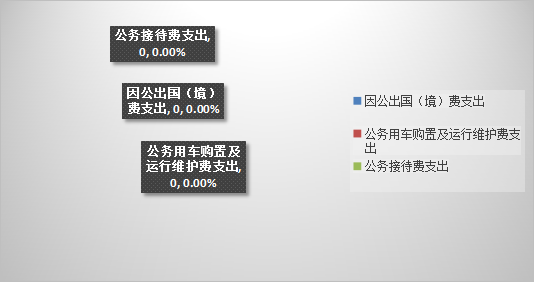 公务接待费支出,
0, 0.00%
因公出国（境）
费支出, 0, 0.00%
公务用车购置及
运行维护费支出,
0, 0.00%
因公出国（境）费支出
公务用车购置及运行维护费支
出
公务接待费支出